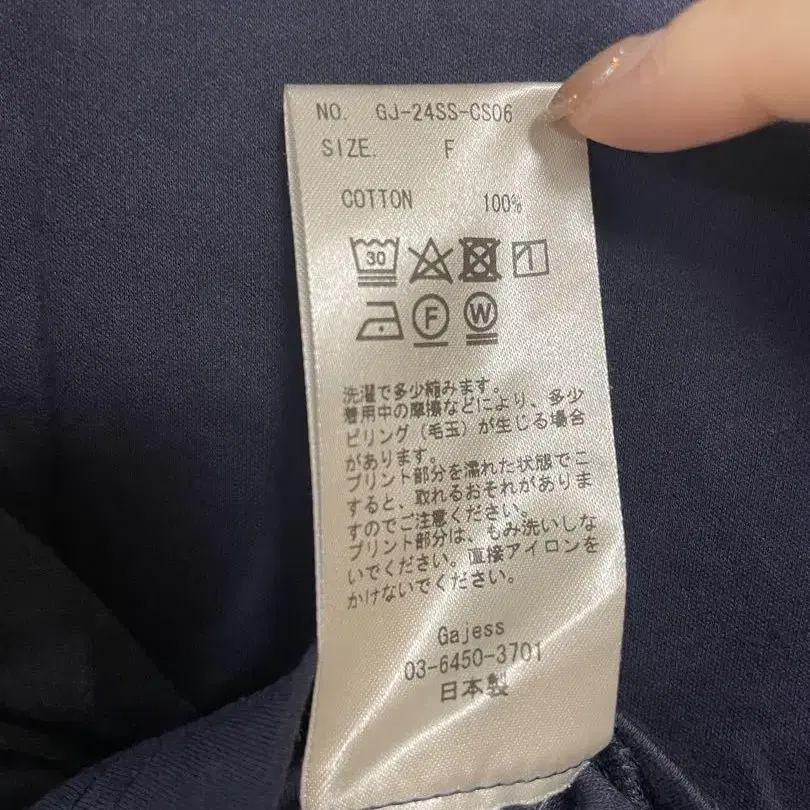 NO. GJ-24SS-CS06
SIZE. F
COTTON 100%
30
F W
洗濯で多少縮みます。
着用中の摩擦などにより、多少
ピリング（毛玉）が生じる場合
があります。
プリント部分を濡れた状態でこ
すると、取れるおそれがありま
すのでご注意ください。
プリント部分は、もみ洗いしな
いでください。直接アイロンを
かけないでください。
Gajess
03-6450-3701
日本製